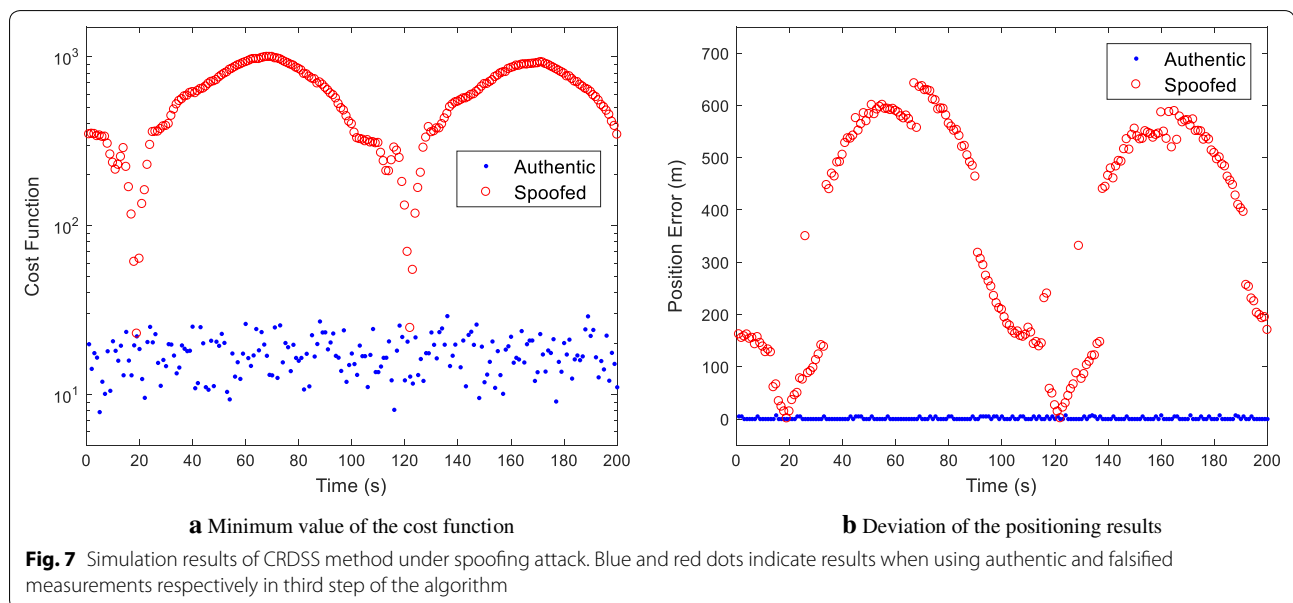 10³
10²
10¹
Cost Function
Authentic
Spoofed
0 20 40 60 80 100 120 140 160 180 200
Time (s)
a Minimum value of the cost function
700
600
500
400
300
200
100
0
Position Error (m)
Authentic
Spoofed
0 20 40 60 80 100 120 140 160 180 200
Time (s)
b Deviation of the positioning results
Fig. 7 Simulation results of CRDSS method under spoofing attack. Blue and red dots indicate results when using authentic and falsified
measurements respectively in third step of the algorithm